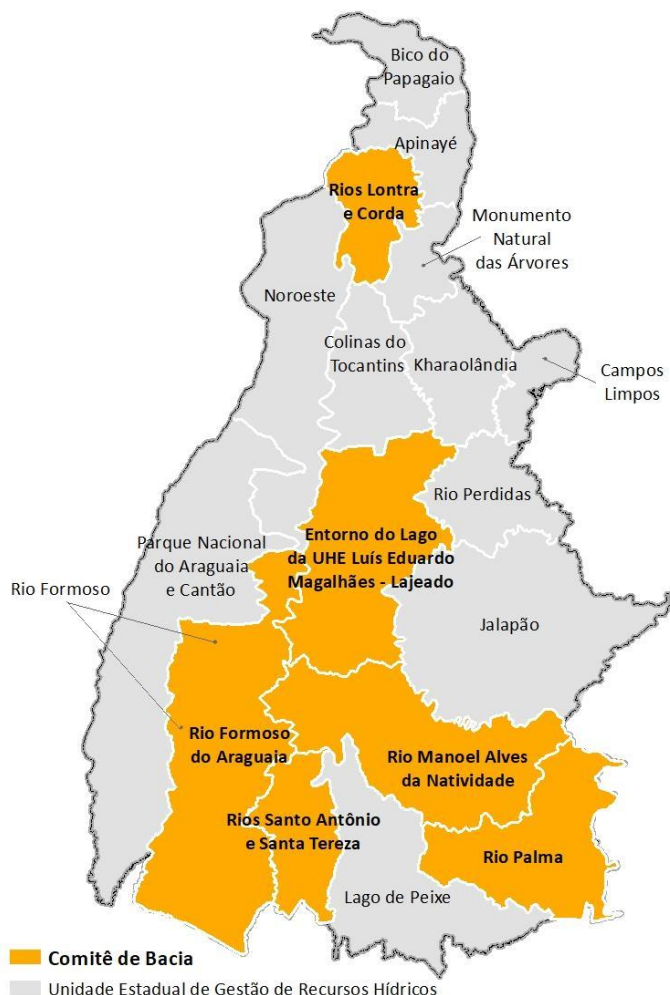 Bico do
Papagaio
Apinayé
Rios Lontra
e Corda
Monumento
Natural
das Árvores
Noroeste
Colinas do
Tocantins
Kharaolândia
Campos
Limpos
Rio Perdidas
Entorno do Lago
da UHE Luís Eduardo
Magalhães - Lajeado
Parque Nacional
do Araguaia
e Cantão
Rio Formoso
Jalapão
Rio Formoso
do Araguaia
Rio Manoel Alves
da Natividade
Rios Santo Antônio
e Santa Tereza
Rio Palma
Lago de Peixe
Comitê de Bacia
Unidade Estadual de Gestão de Recursos Hídricos